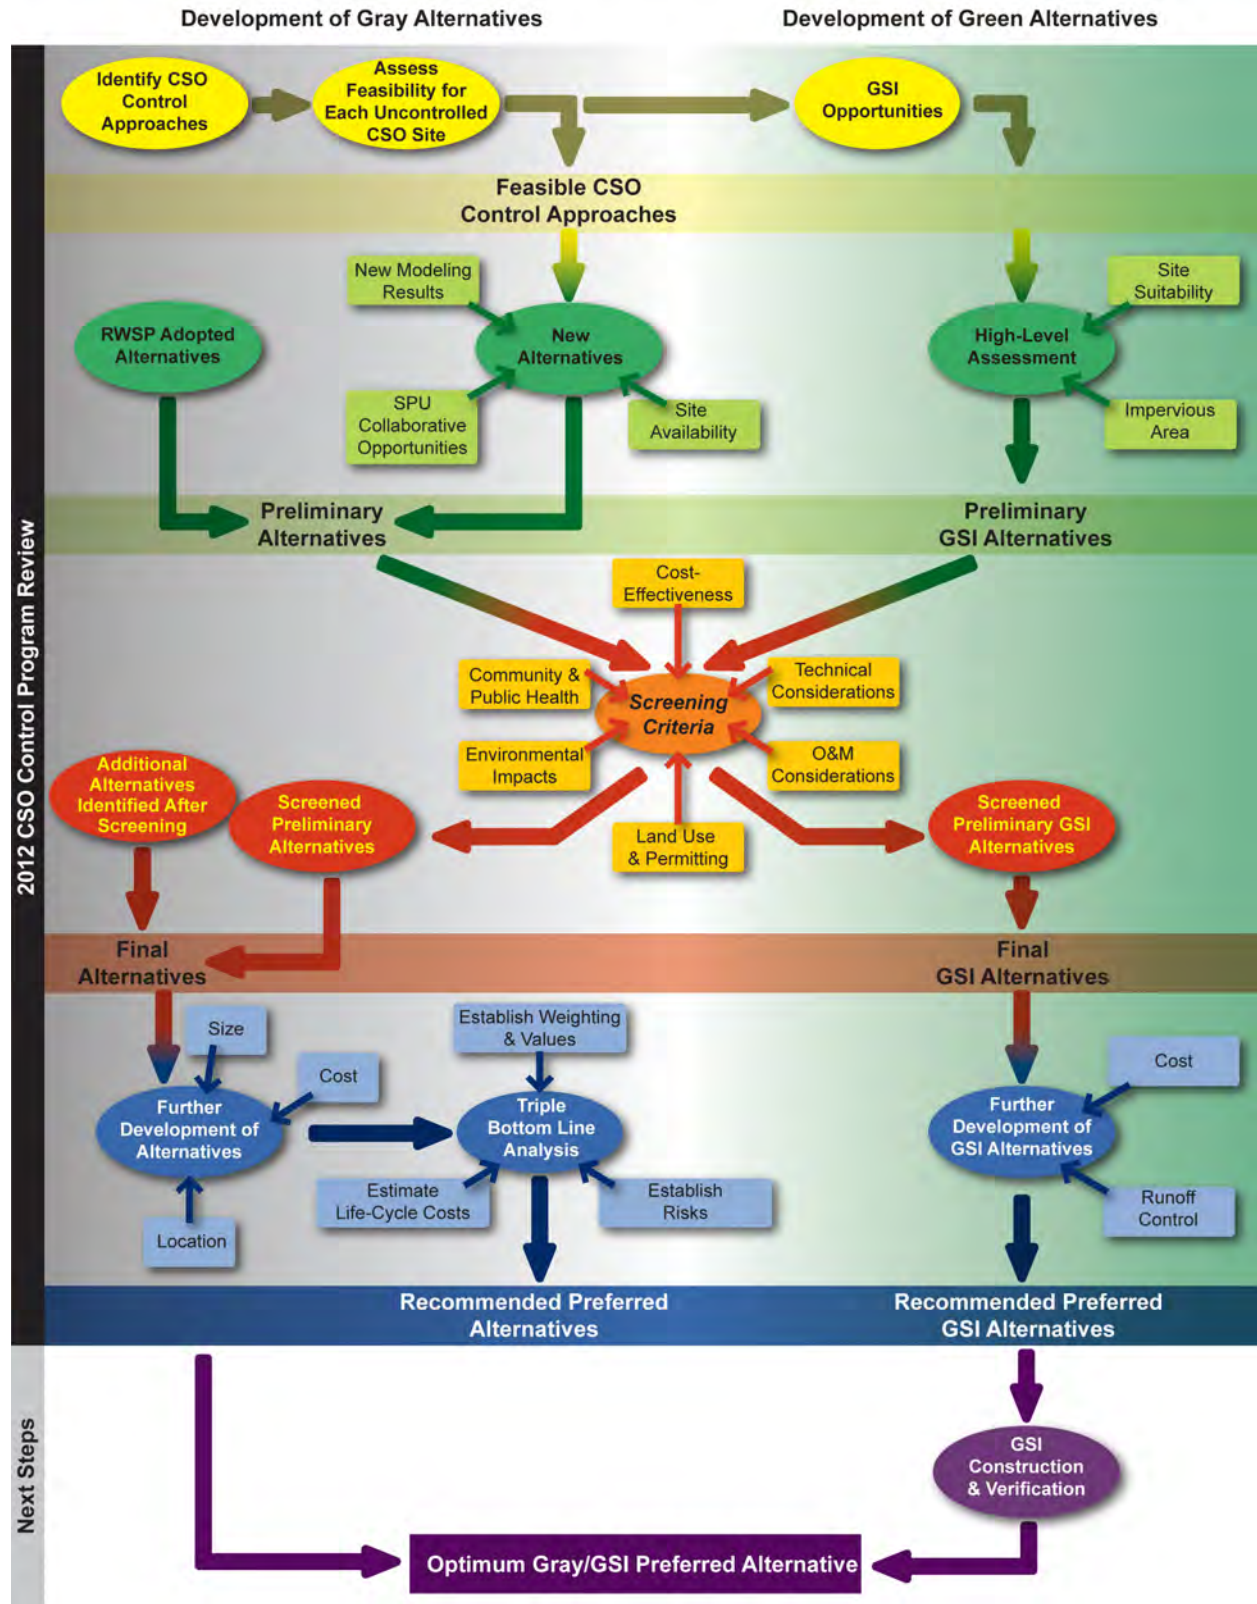 Development of Gray Alternatives
Development of Green Alternatives
2012 CSO Control Program Review
Identify CSO
Control
Approaches
Assess
Feasibility for
Each Uncontrolled
CSO Site
GSI
Opportunities
Feasible CSO
Control Approaches
New Modeling
Results
Site
Suitability
RWSP Adopted
Alternatives
New
Alternatives
High-Level
Assessment
SPU
Collaborative
Opportunities
Site
Availability
Impervious
Area
Preliminary
Alternatives
Preliminary
GSI Alternatives
Cost-
Effectiveness
Community &
Public Health
Technical
Considerations
Screening
Criteria
Environmental
Impacts
O&M
Considerations
Land Use
& Permitting
Additional
Alternatives
Identified After
Screening
Screened
Preliminary
Alternatives
Screened
Preliminary GSI
Alternatives
Final
Alternatives
Final
GSI Alternatives
Size
Cost
Establish Weighting
& Values
Cost
Further
Development of
Alternatives
Triple
Bottom Line
Analysis
Further
Development of
GSI Alternatives
Location
Estimate
Life-Cycle Costs
Establish
Risks
Runoff
Control
Recommended Preferred
Alternatives
Recommended Preferred
GSI Alternatives
Next Steps
GSI
Construction
& Verification
Optimum Gray/GSI Preferred Alternative